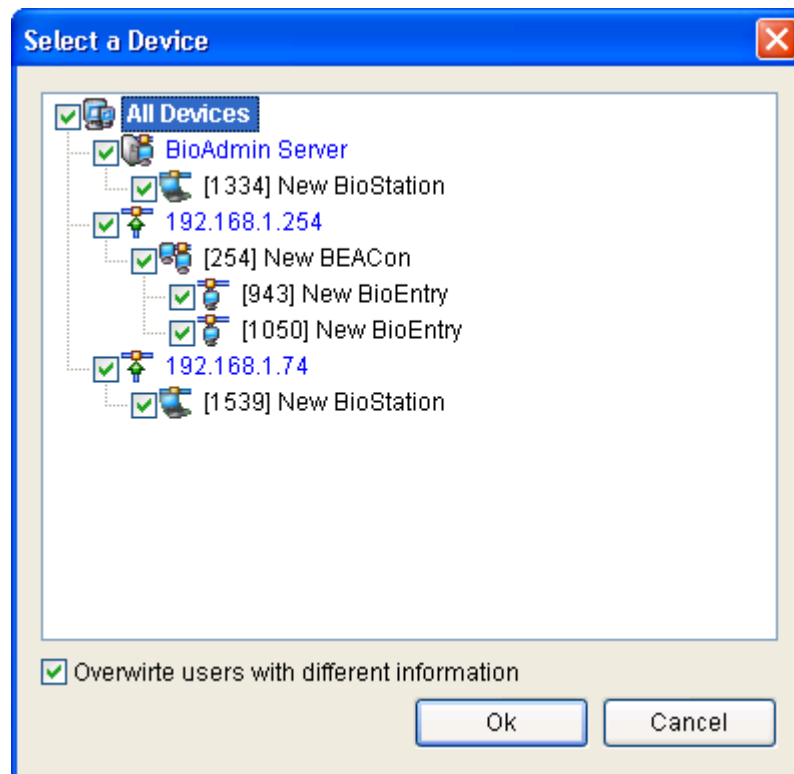 Select a Device
All Devices
BioAdmin Server
[1334] New BioStation
192.168.1.254
[254] New BEACon
[943] New BioEntry
[1050] New BioEntry
192.168.1.74
[1539] New BioStation
Overwirte users with different information
Ok Cancel